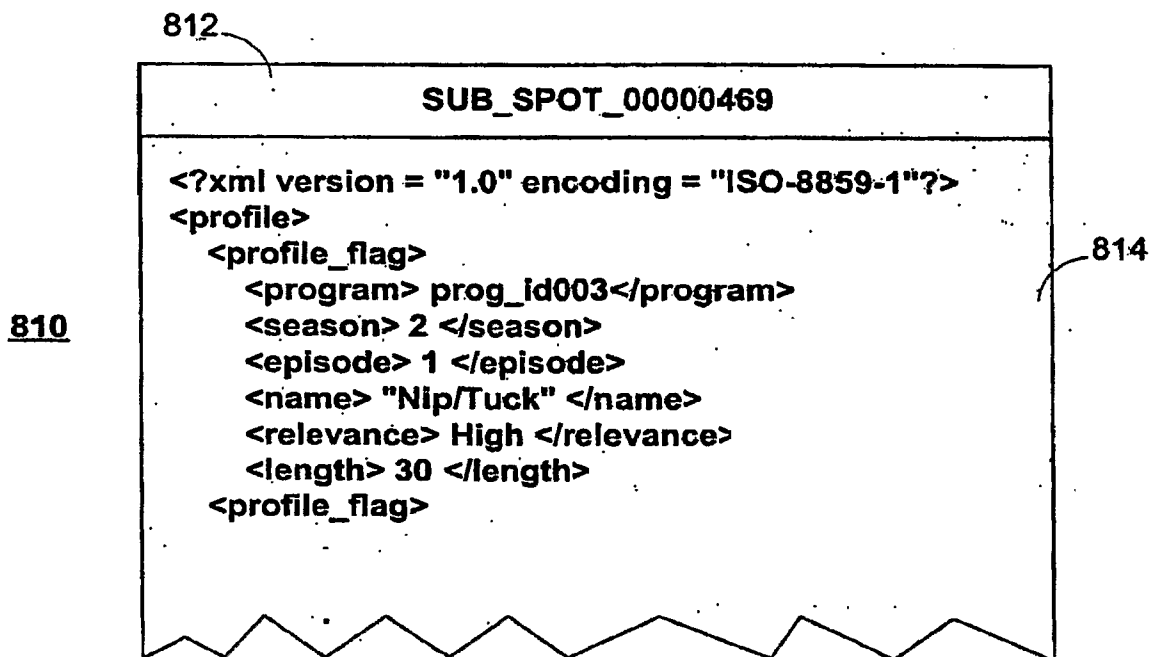 812
SUB_SPOT_00000469
<?xml version = "1.0" encoding = "ISO-8859-1"?>
<profile>
<profile_flag>
814
<program> prog_id003</program>
810
<season> 2 </season>
<episode> 1 </episode>
<name> "Nip/Tuck" </name>
<relevance> High </relevance>
<length> 30 </length>
<profile_flag>